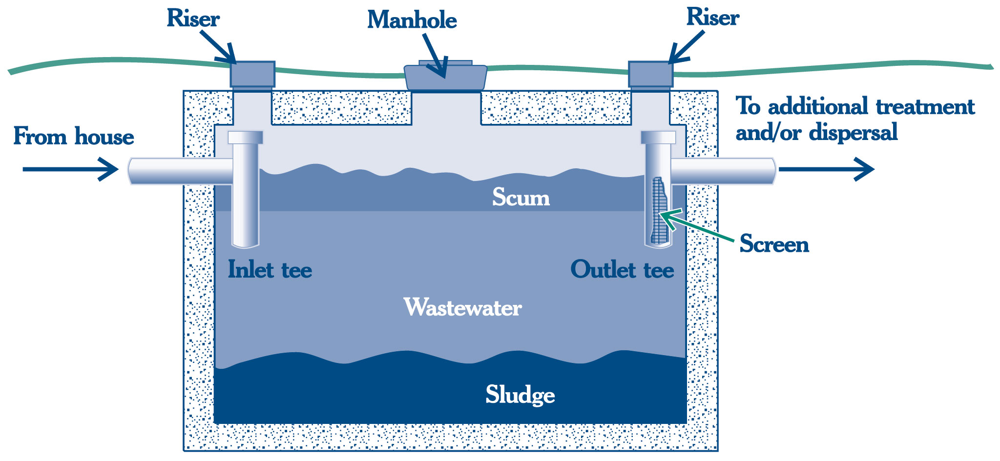 Riser
Manhole
Riser
To additional treatment
and/or dispersal
From house
Scum
Screen
Inlet tee
Outlet tee
Wastewater
Sludge